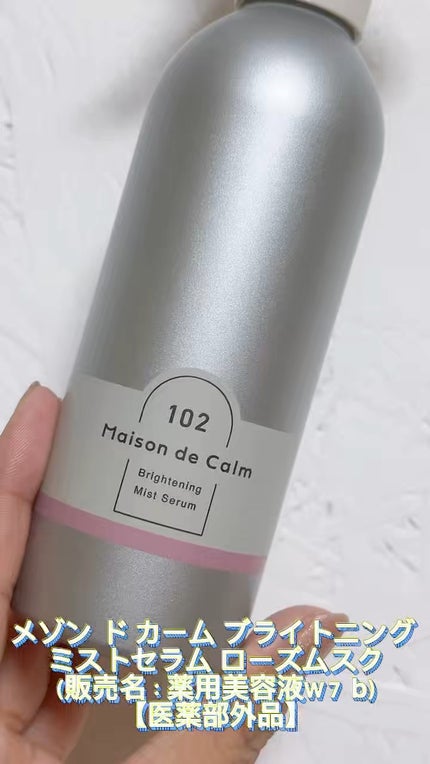 102
Maison de Calm
Brightening
Mist Serum
メゾン ド カーム ブライトニング
ミストセラム ローズムスク
(販売名：薬用美容液w7 b)
【医薬部外品】